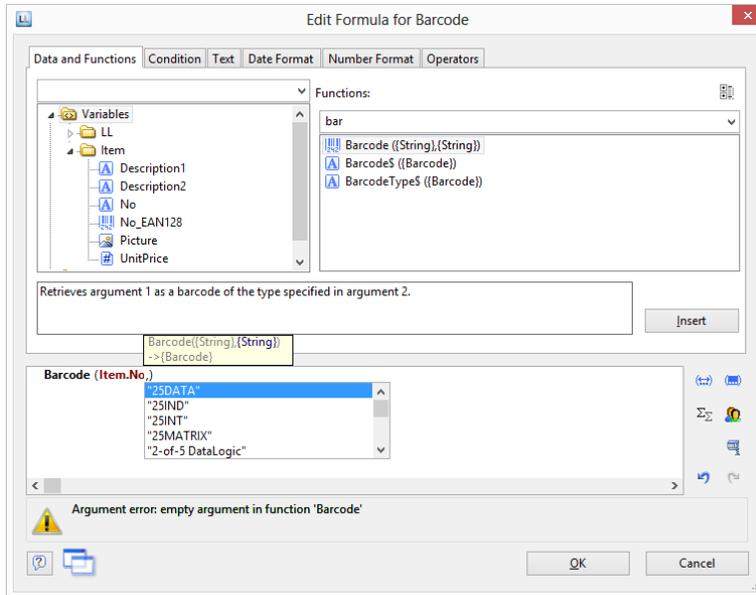 LL
Edit Formula for Barcode
Data and Functions Condition Text Date Format Number Format Operators
Functions:
bar
Variables
LL
Item
Description1
Description2
No
No_EAN128
Picture
UnitPrice
Barcode ({String},{String})
Barcode$ ({Barcode})
BarcodeType$ ({Barcode})
Retrieves argument 1 as a barcode of the type specified in argument 2.
Insert
Barcode({String},{String})
->{Barcode}
Barcode (Item.No,)
"25DATA"
"25IND"
"25INT"
"25MATRIX"
"2-of-5 DataLogic"
Argument error: empty argument in function 'Barcode'
OK Cancel